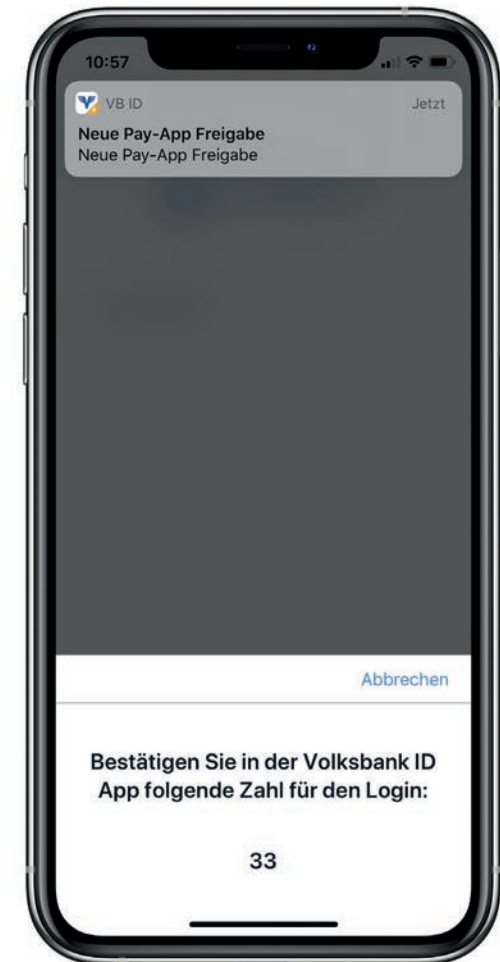 10:57
VB ID Jetzt
Neue Pay-App Freigabe
Neue Pay-App Freigabe
Abbrechen
Bestätigen Sie in der Volksbank ID
App folgende Zahl für den Login:
33